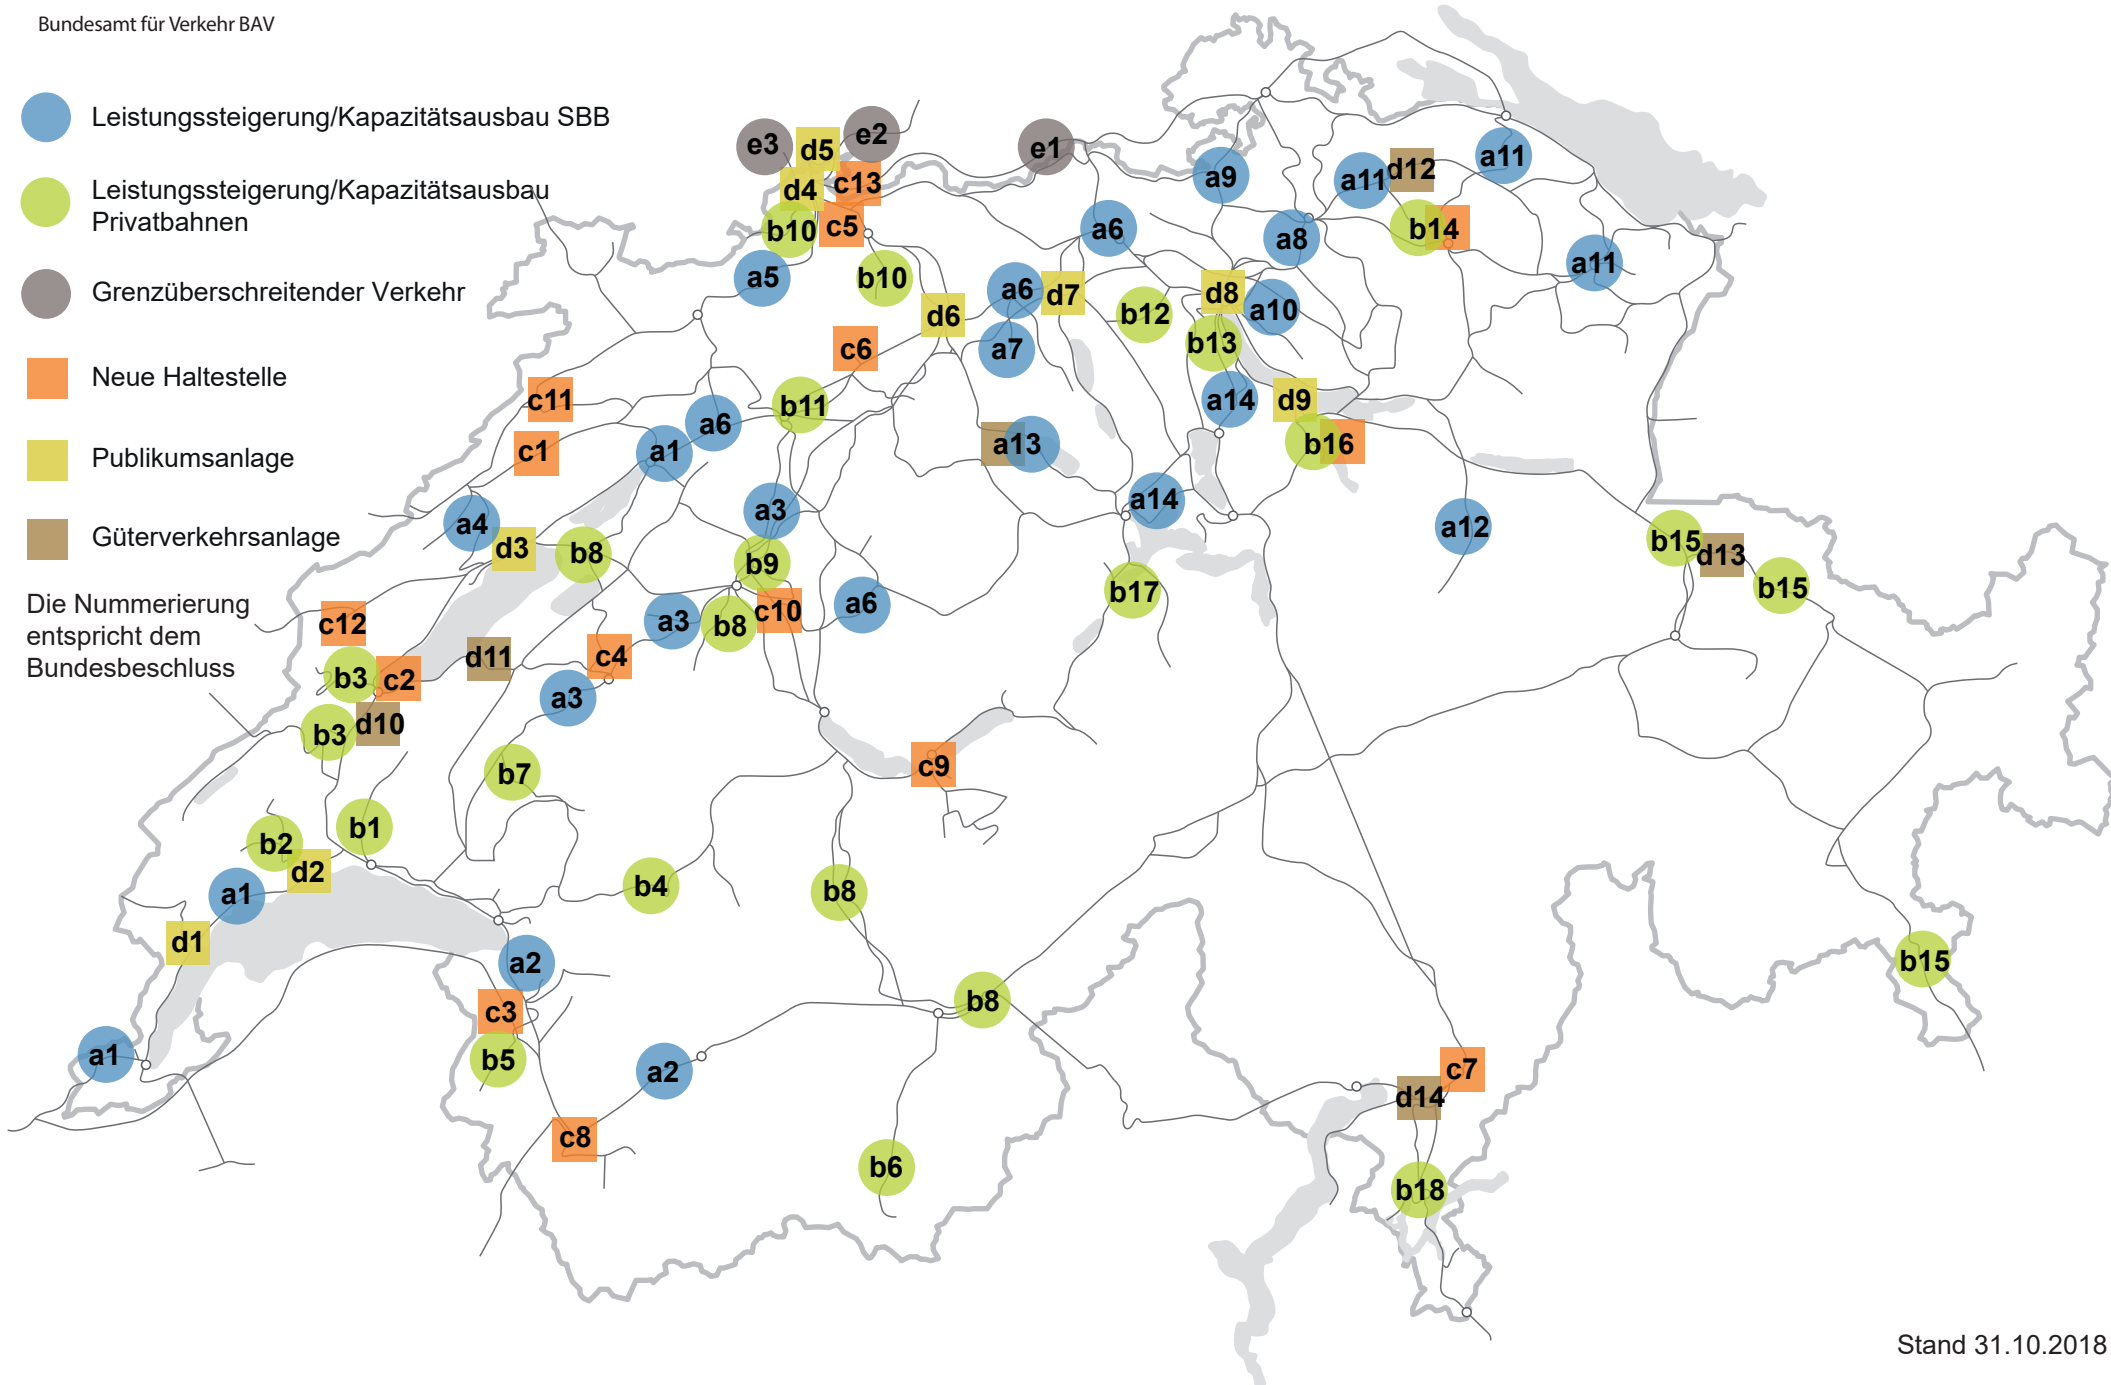 Bundesamt für Verkehr BAV
Leistungssteigerung/Kapazitätsausbau SBB
Leistungssteigerung/Kapazitätsausbau
Privatbahnen
Grenzüberschreitender Verkehr
Neue Haltestelle
Publikumsanlage
Güterverkehrsanlage
Die Nummerierung
entspricht dem
Bundesbeschluss
e3
d5
e2
e1
d4
c13
a9
a11
d12
a11
b10
c5
a6
a8
b14
a5
b10
a6
d7
d8
a10
a11
d6
b12
c6
a7
b13
c11
a6
b11
a14
d9
c1
a1
a13
b16
a4
a3
a14
a12
d3
b8
b9
b15
d13
b15
b17
c12
a3
b8
c10
a6
b3
c2
d11
c4
b3
d10
a3
b7
c9
b2
b1
d2
a1
b4
b8
d1
a2
b15
c3
b8
a1
b5
a2
c7
d14
c8
b6
b18
Stand 31.10.2018